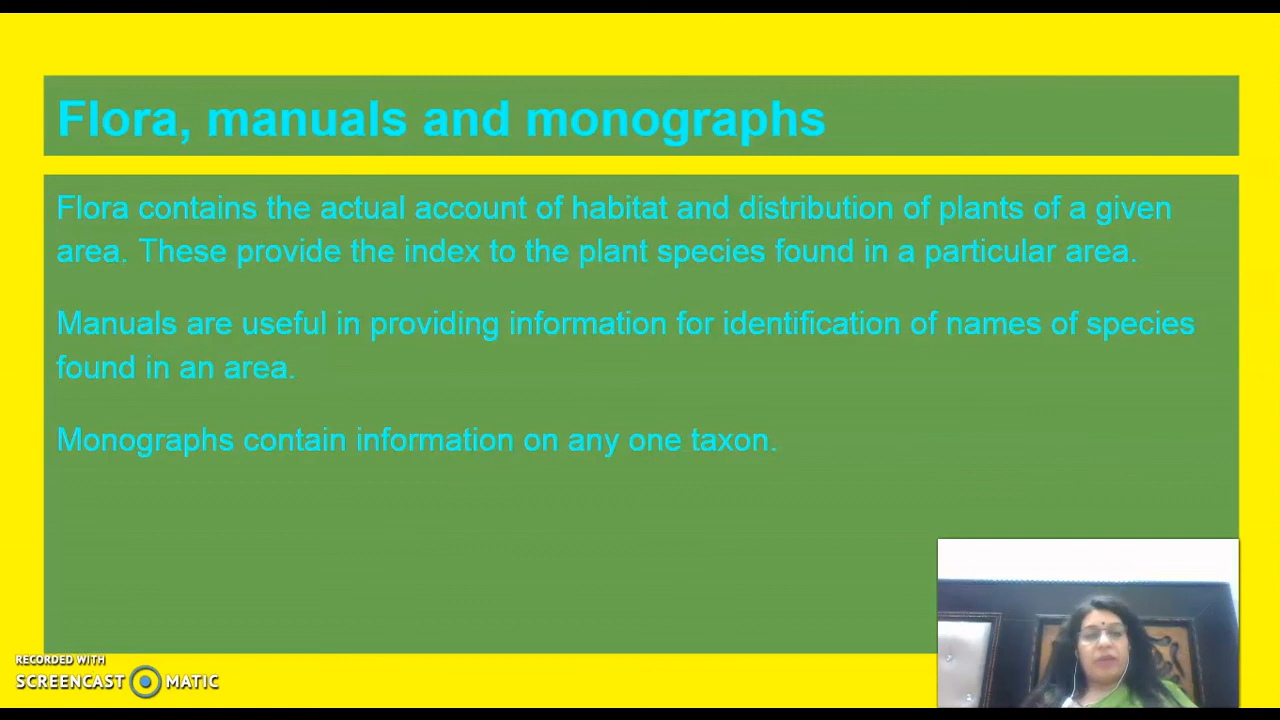 Flora, manuals and monographs
Flora contains the actual account of habitat and distribution of plants of a given
area. These provide the index to the plant species found in a particular area.
Manuals are useful in providing information for identification of names of species
found in an area.
Monographs contain information on any one taxon.
RECORDED WITH
SCREENCAST MATIC